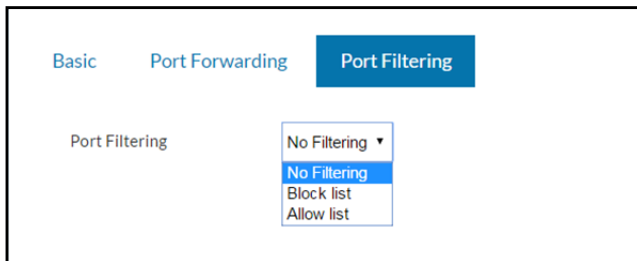 Basic Port Forwarding Port Filtering
Port Filtering No Filtering
No Filtering
Block list
Allow list